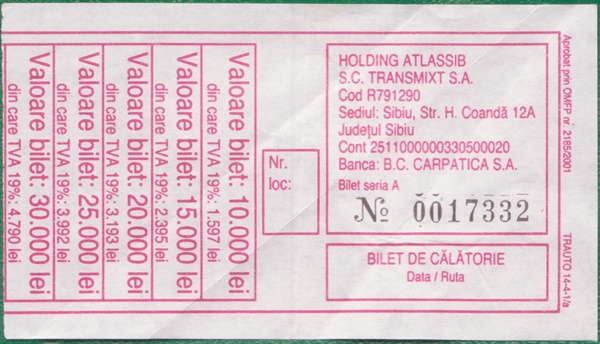 HOLDING ATLASSIB
S.C. TRANSMIXT S.A.
Cod R791290
Sediul: Sibiu, Str. H. Coandă 12A
Județul Sibiu
Cont 2511000000330500020
Banca: B.C. CARPATICA S.A.
Bilet seria A
№ 0017332
BILET DE CĂLĂTORIE
Data / Ruta
Nr.
loc:
Valoare bilet: 10.000 lei
din care TVA 19%: 1.597 lei
Valoare bilet: 15.000 lei
din care TVA 19%: 2.395 lei
Valoare bilet: 20.000 lei
din care TVA 19%: 3.193 lei
Valoare bilet: 25.000 lei
din care TVA 19%: 3.992 lei
Valoare bilet: 30.000 lei
din care TVA 19%: 4.790 lei
Aprobat prin OMFP nr. 2185/2001
TRAUTO 14-4-1/a